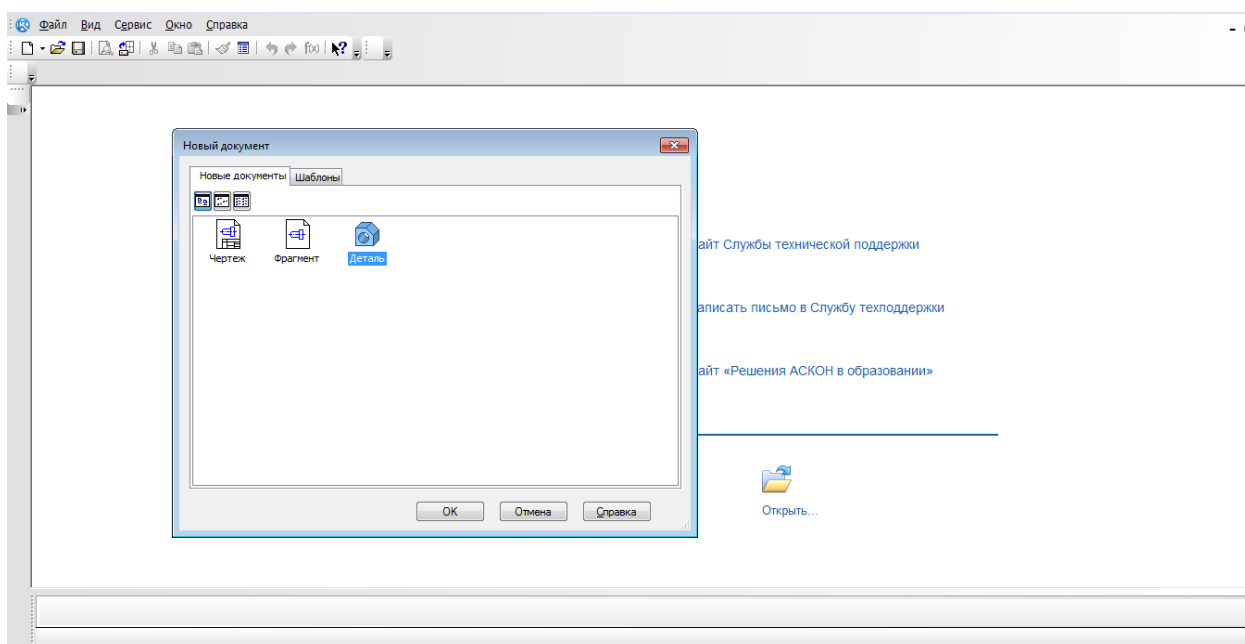 Файл Вид Сервис Окно Справка
f(x)
Новый документ
Новые документы Шаблоны
Чертеж Фрагмент Деталь
айт Службы технической поддержки
аписать письмо в Службу техподдержки
айт «Решения АСКОН в образовании»
OK Отмена Справка
Открыть...